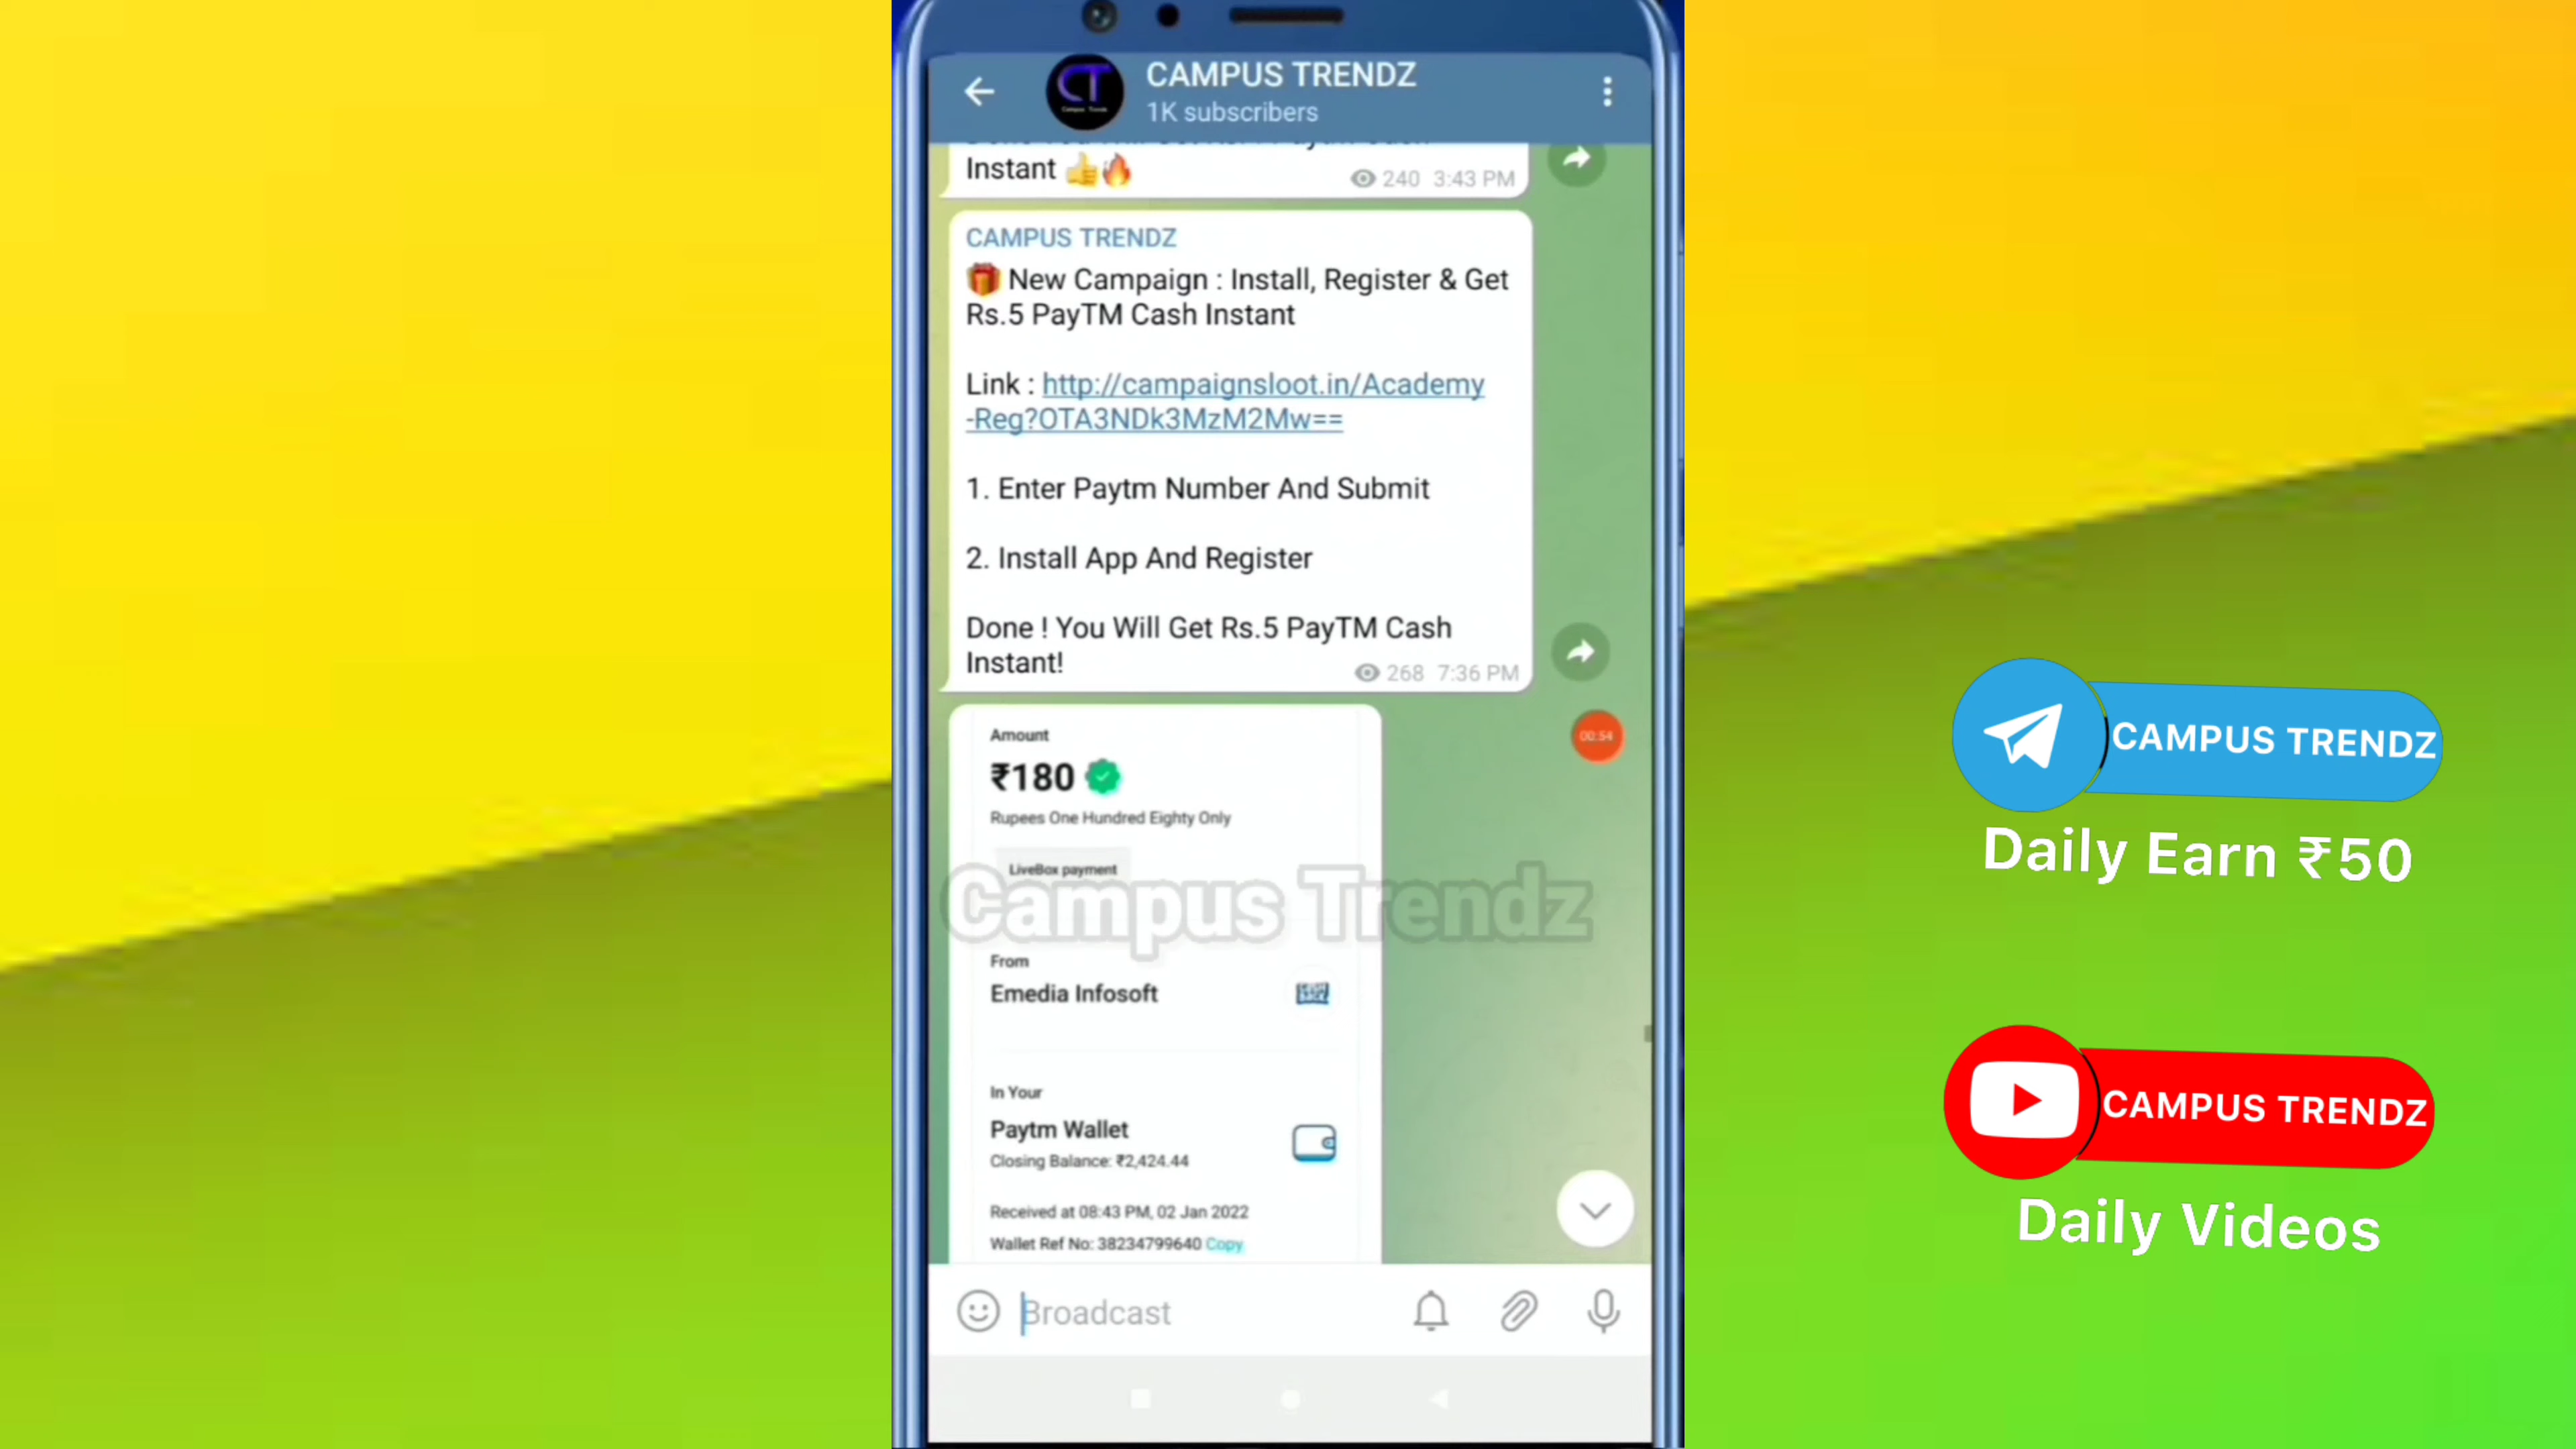 CAMPUS TRENDZ
1K subscribers
Instant 👍🔥
240 3:43 PM
CAMPUS TRENDZ
🎁 New Campaign : Install, Register & Get
Rs.5 PayTM Cash Instant
Link : http://campaignsloot.in/Academy
-Reg?OTA3NDk3MzM2Mw==
1. Enter Paytm Number And Submit
2. Install App And Register
Done ! You Will Get Rs.5 PayTM Cash
Instant!
268 7:36 PM
00:54
Amount
₹180
Rupees One Hundred Eighty Only
LiveBox payment
Campus Trendz
From
Emedia Infosoft
In Your
Paytm Wallet
Closing Balance: ₹2,424.44
Received at 08:43 PM, 02 Jan 2022
Wallet Ref No: 38234799640 Copy
Broadcast
CAMPUS TRENDZ
Daily Earn ₹50
CAMPUS TRENDZ
Daily Videos